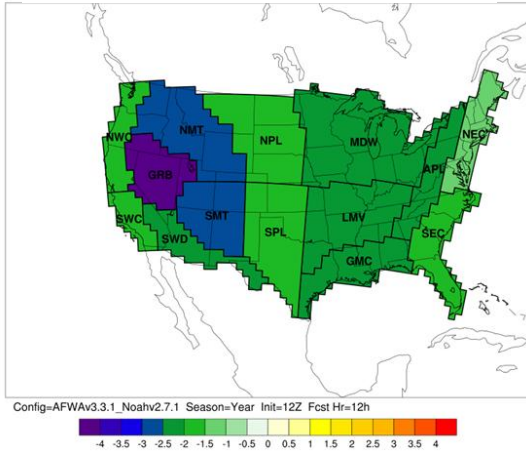 NWC
NMT
NPL
MDW
NEC
GRB
APL
SWC
SMT
SPL
LMV
SEC
SWD
GMC
Config=AFWAv3.3.1_Noahv2.7.1 Season=Year Init=12Z Fcst Hr=12h
-4 -3.5 -3 -2.5 -2 -1.5 -1 -0.5 0 0.5 1 1.5 2 2.5 3 3.5 4